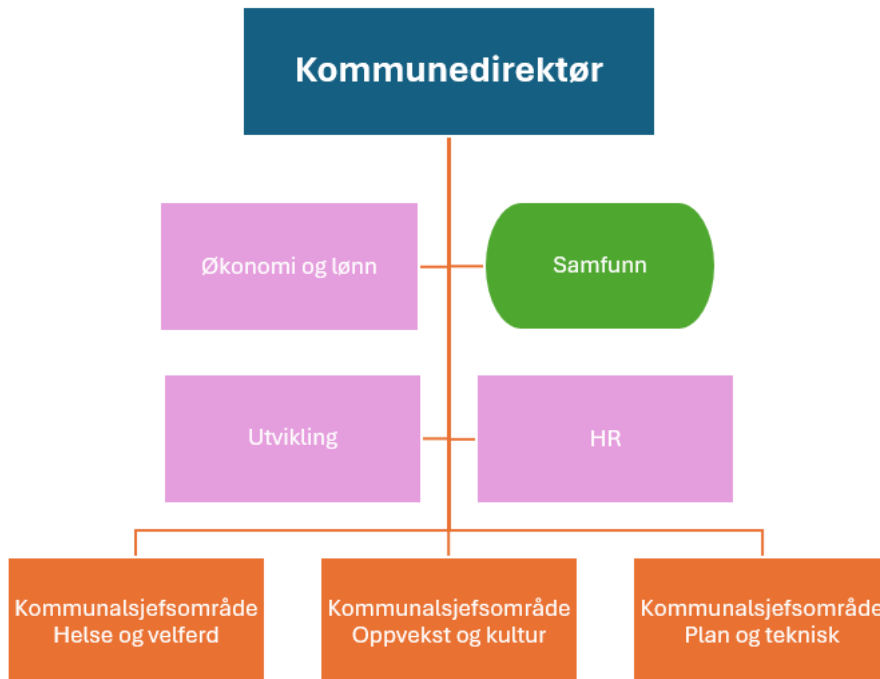 Kommunedirektør
Økonomi og lønn
Samfunn
Utvikling
HR
Kommunalsjefsområde
Helse og velferd
Kommunalsjefsområde
Oppvekst og kultur
Kommunalsjefsområde
Plan og teknisk